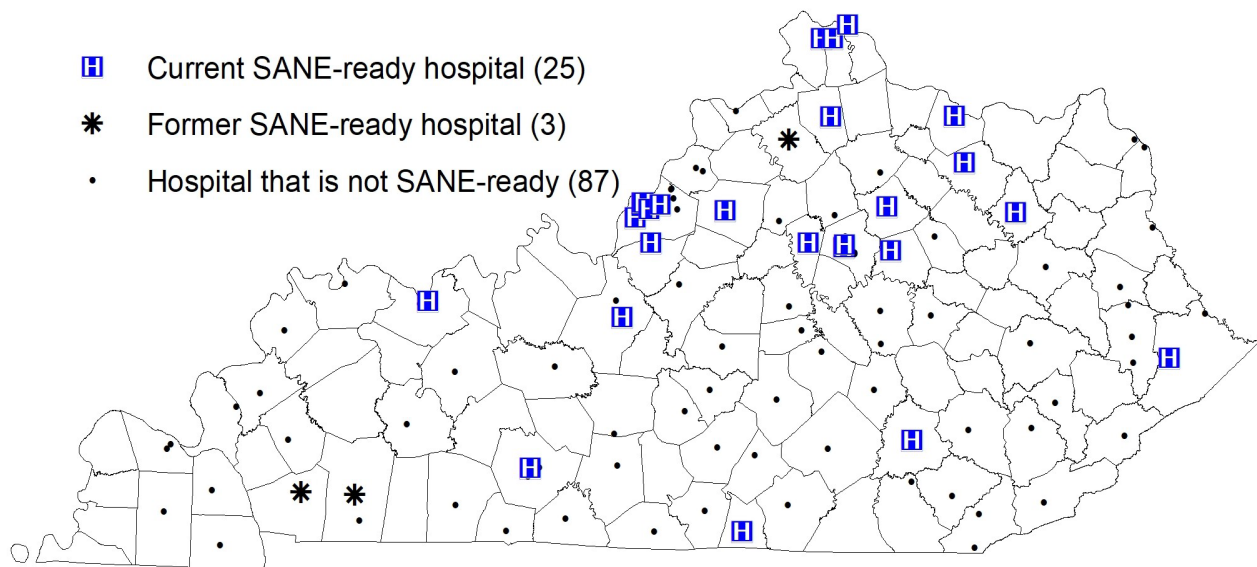 Current SANE-ready hospital (25)
Former SANE-ready hospital (3)
Hospital that is not SANE-ready (87)